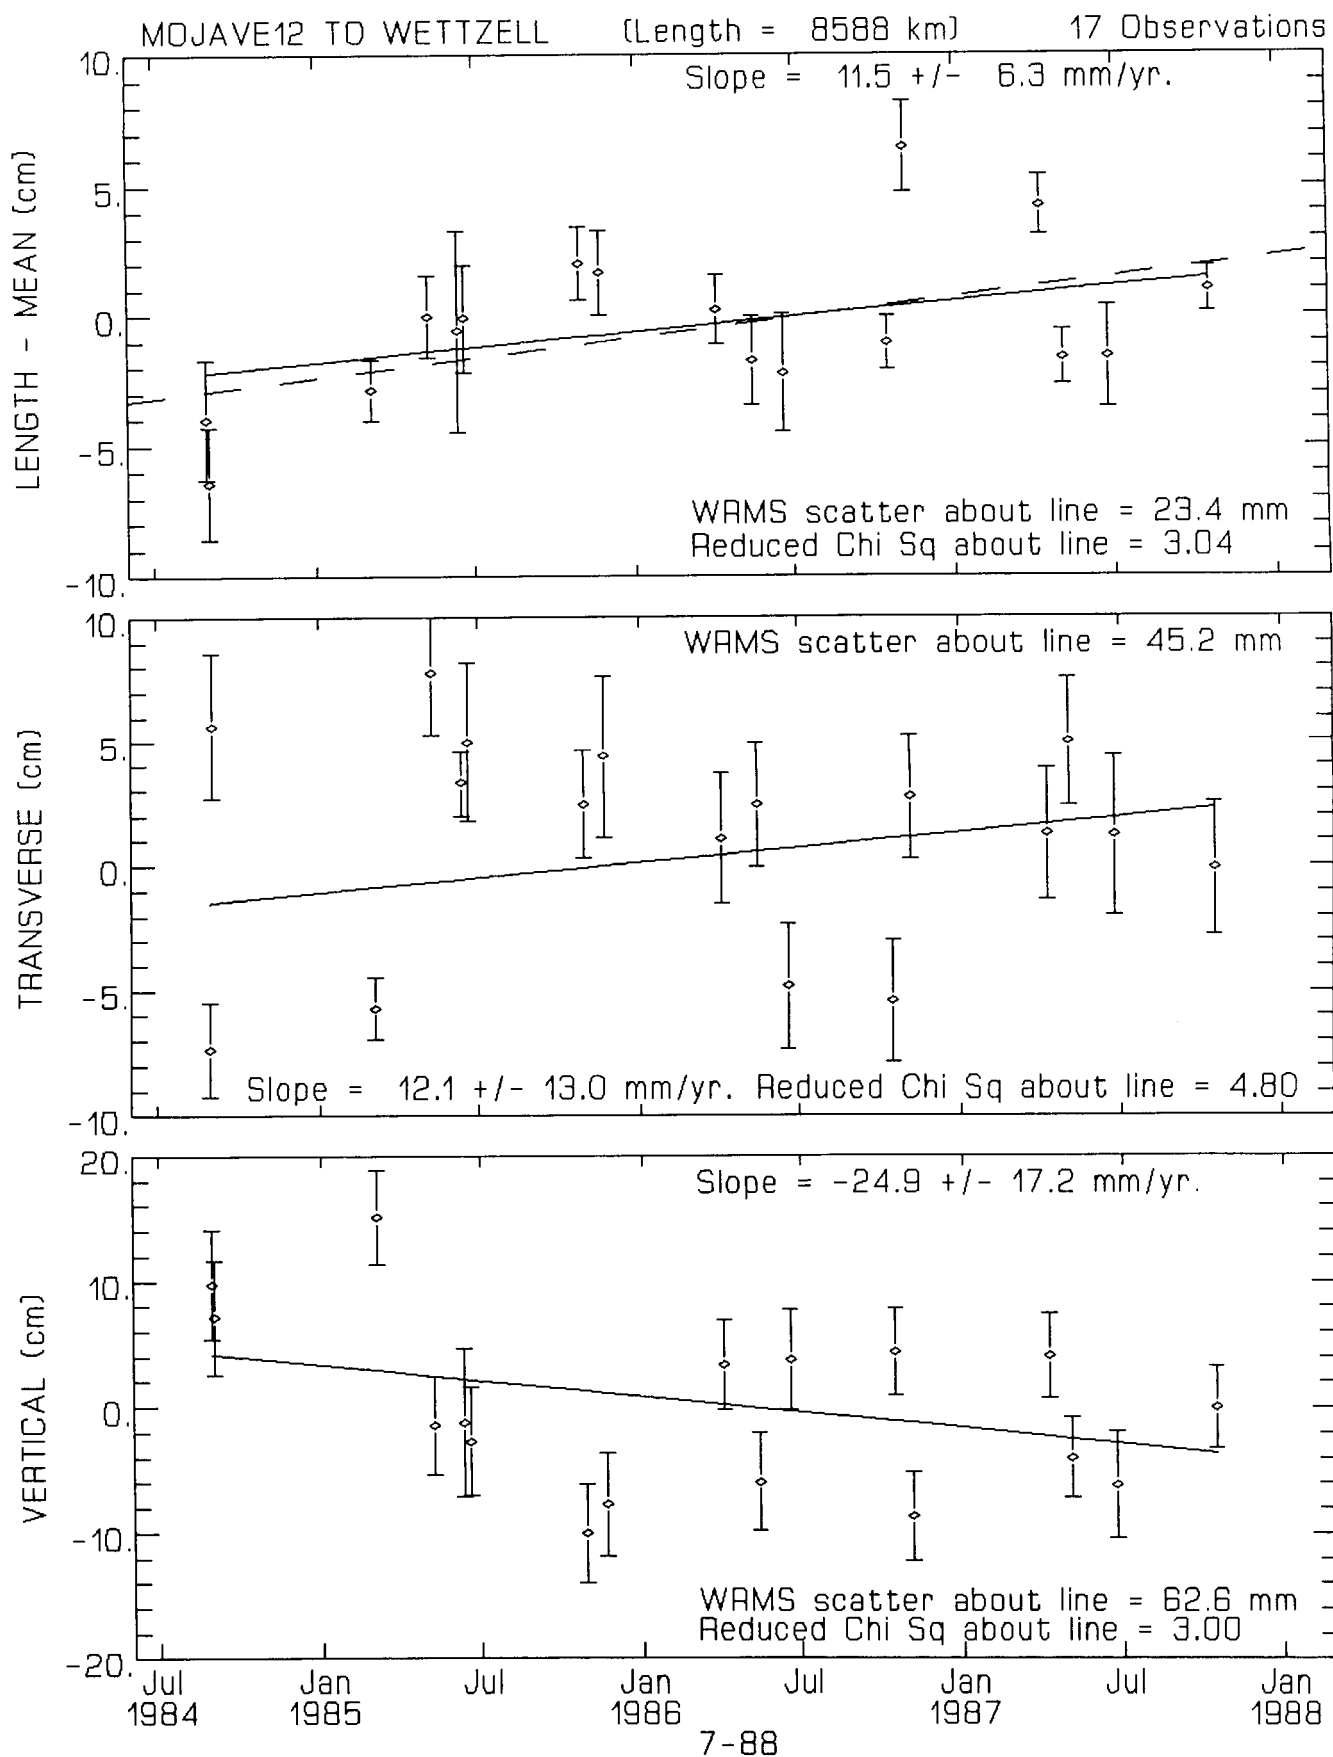 MOJAVE12 TO WETTZELL (Length = 8588 km) 17 Observations
Slope = 11.5 +/- 6.3 mm/yr.
10.
5.
0.
-5.
-10.
LENGTH - MEAN (cm)
WRMS scatter about line = 23.4 mm
Reduced Chi Sq about line = 3.04
WRMS scatter about line = 45.2 mm
10.
5.
0.
-5.
-10.
TRANSVERSE (cm)
Slope = 12.1 +/- 13.0 mm/yr. Reduced Chi Sq about line = 4.80
Slope = -24.9 +/- 17.2 mm/yr.
20.
10.
0.
-10.
-20.
VERTICAL (cm)
WRMS scatter about line = 62.6 mm
Reduced Chi Sq about line = 3.00
Jul Jan Jul Jan Jul Jan Jul Jan
1984 1985 1986 1987 1988
7-88